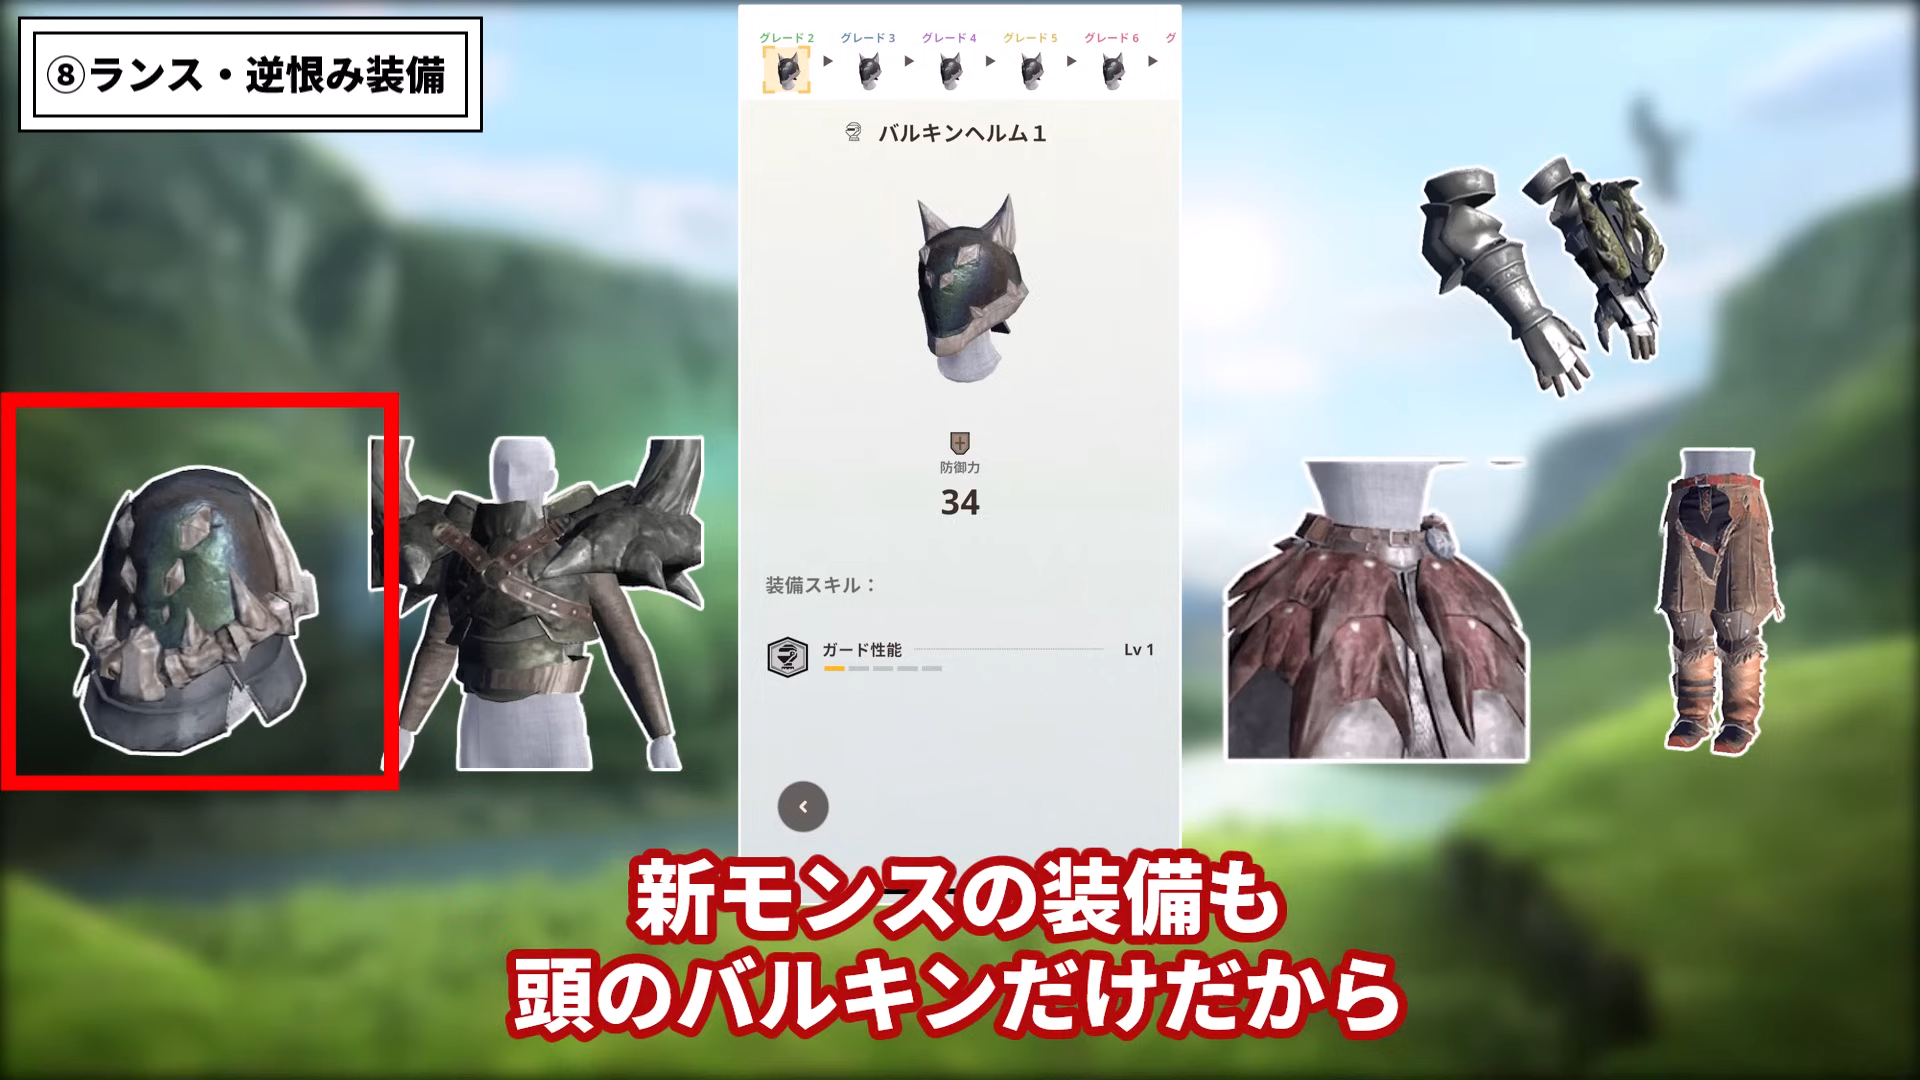 ⑧ランス・逆恨み装備
グレード2 グレード3 グレード4 グレード5 グレード6 グ
バルキンヘルム1
防御力
34
装備スキル：
ガード性能 Lv 1
新モンスの装備も
頭のバルキンだけだから